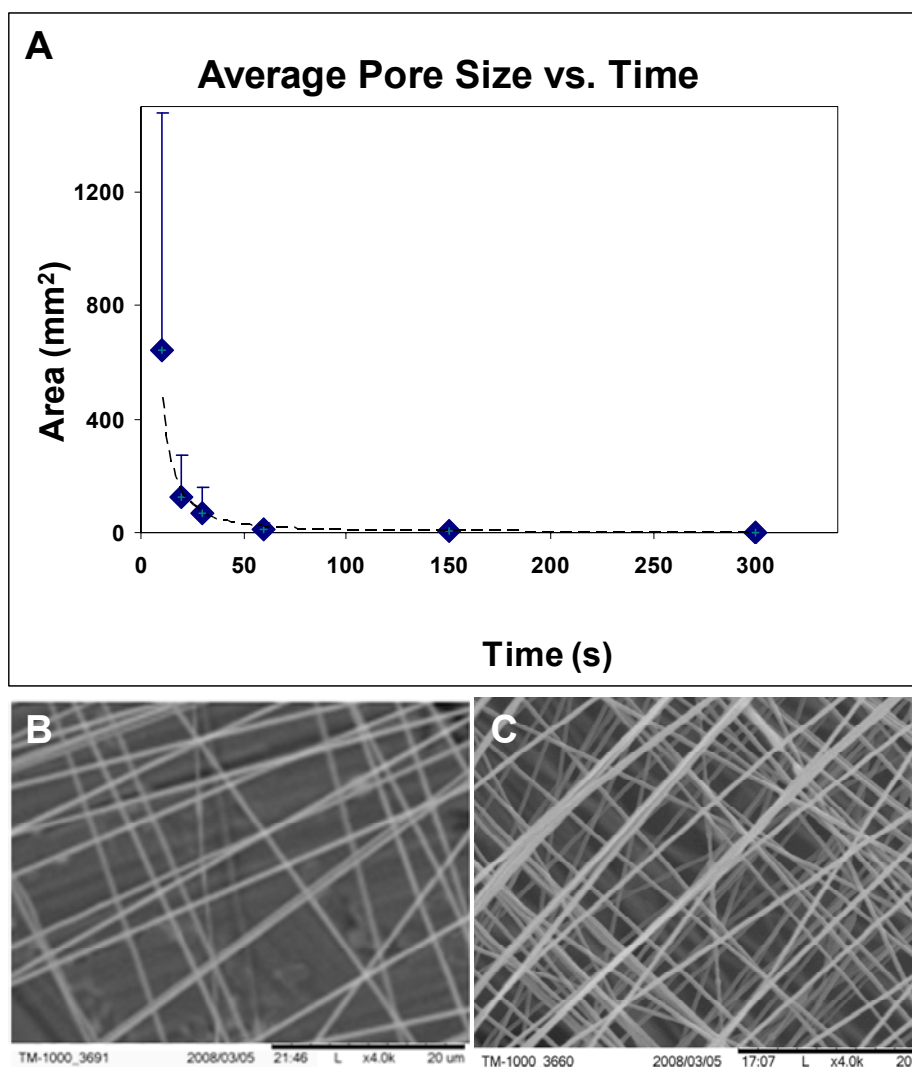 A
Average Pore Size vs. Time
Area (mm²)
1200
800
400
0
0 50 100 150 200 250 300
Time (s)
B
C
TM-1000_3691 2008/03/05 21:46 L x4.0k 20 um
TM-1000_3660 2008/03/05 17:07 L x4.0k 20